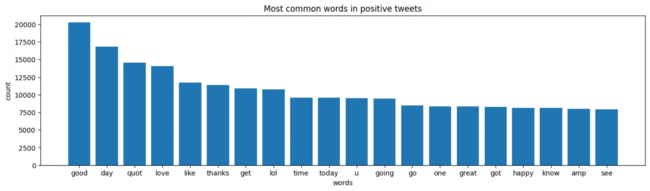 Most common words in positive tweets
20000
17500
15000
12500
10000
7500
5000
2500
0
count
good day quot love like thanks get lol time today u going go one great got happy know amp see
words